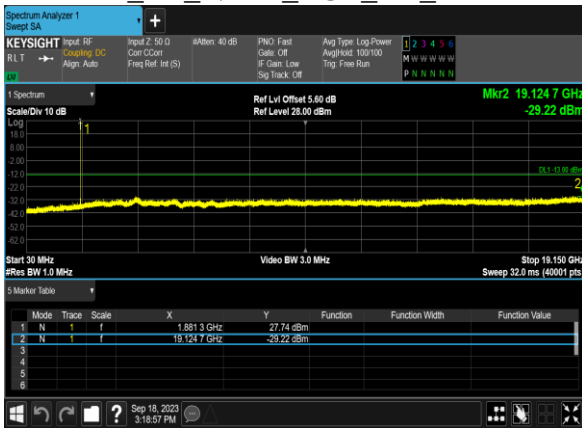 Spectrum Analyzer 1
Swept SA
KEYSIGHT Input: RF Input Z: 50 Ω #Atten: 40 dB PNO: Fast Avg Type: Log-Power 1 2 3 4 5 6
RLT Coupling: DC Corr CCorr Gate: Off Avg|Hold: 100/100 M W W W W W
Align: Auto Freq Ref: Int (S) IF Gain: Low Trig: Free Run
Sig Track: Off P N N N N N
LV
1 Spectrum Ref Lvl Offset 5.60 dB Mkr2 19.124 7 GHz
Scale/Div 10 dB Ref Level 28.00 dBm -29.22 dBm
Log
18.0 1
8.00
-2.00
-12.0 DL1 -13.00 dBm
-22.0 2
-32.0
-42.0
-52.0
-62.0
Start 30 MHz Video BW 3.0 MHz Stop 19.150 GHz
#Res BW 1.0 MHz Sweep 32.0 ms (40001 pts
5 Marker Table
Mode Trace Scale X Y Function Function Width Function Value
1 N 1 f 1.881 3 GHz 27.74 dBm
2 N 1 f 19.124 7 GHz -29.22 dBm
3
4
5
6
? Sep 18, 2023
3:18:57 PM